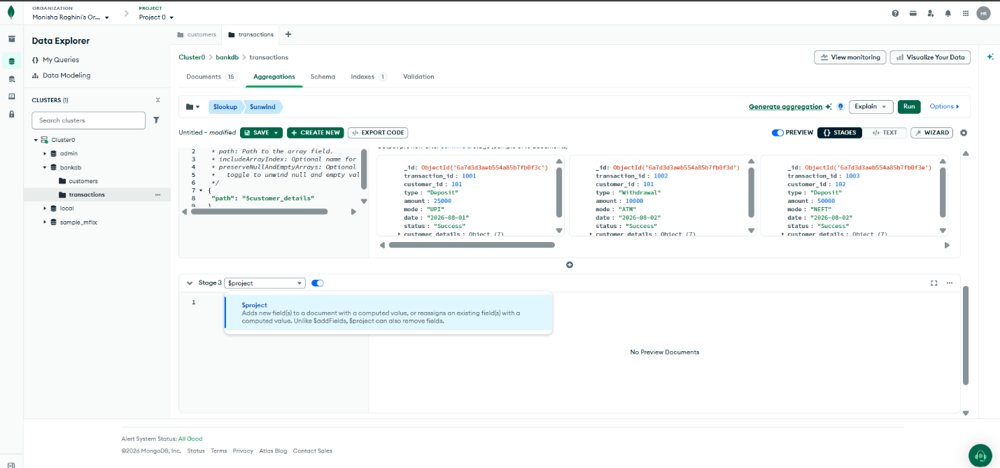 ORGANIZATION
Monisha Raghini's Or...
PROJECT
Project 0
MR
Data Explorer
My Queries
Data Modeling
CLUSTERS (1)
Search clusters
Cluster0
admin
bankdb
customers
transactions
local
sample_mflix
customers
transactions
Cluster0 > bankdb > transactions
View monitoring
Visualize Your Data
Documents 15
Aggregations
Schema
Indexes 1
Validation
$lookup
$unwind
Generate aggregation
Explain
Run
Options
Untitled – modified
SAVE
+ CREATE NEW
</> EXPORT CODE
PREVIEW
{} STAGES
</> TEXT
WIZARD
2 * path: Path to the array field.
3 * includeArrayIndex: Optional name for
4 * preserveNullAndEmptyArrays: Optional
5 toggle to unwind null and empty val
6 */
7 {
8 "path": "$customer_details"
9 }
_id: ObjectId('6a7d3d3aeb554a85b7fb0f3c')
transaction_id : 1001
customer_id : 101
type : "Deposit"
amount : 25000
mode : "UPI"
date : "2026-08-01"
status : "Success"
customer_details : Object (7)
_id: ObjectId('6a7d3d3aeb554a85b7fb0f3d')
transaction_id : 1002
customer_id : 101
type : "Withdrawal"
amount : 10000
mode : "ATM"
date : "2026-08-02"
status : "Success"
customer_details : Object (7)
_id: ObjectId('6a7d3d3aeb554a85b7fb0f3e')
transaction_id : 1003
customer_id : 102
type : "Deposit"
amount : 50000
mode : "NEFT"
date : "2026-08-02"
status : "Success"
customer_details : Object (7)
Stage 3 $project
1
$project
Adds new field(s) to a document with a computed value, or reassigns an existing field(s) with a
computed value. Unlike $addFields, $project can also remove fields.
No Preview Documents
Alert System Status: All Good
©2026 MongoDB, Inc. Status Terms Privacy Atlas Blog Contact Sales